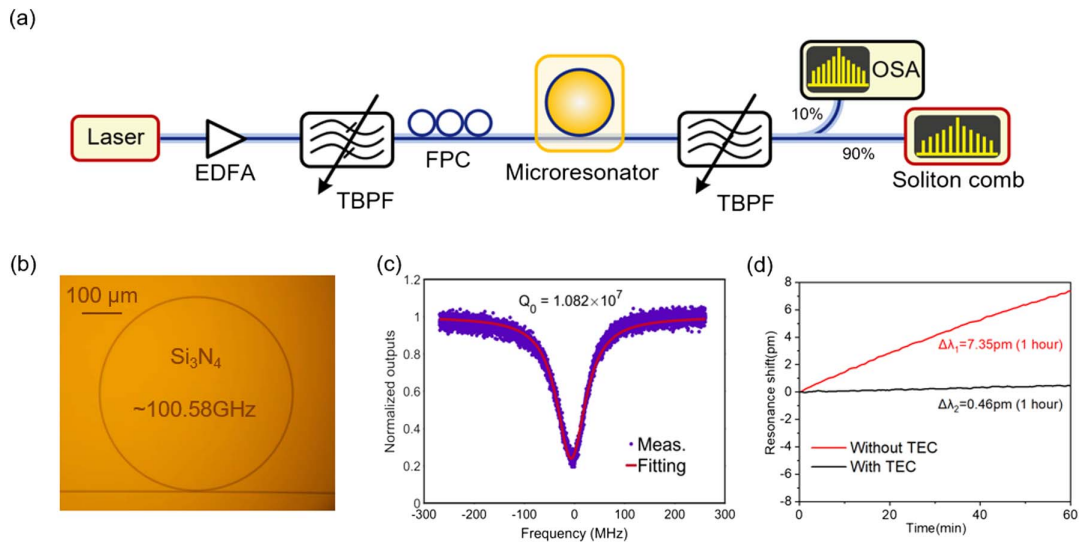 (a)
Laser
EDFA
TBPF
FPC
Microresonator
TBPF
10%
OSA
90%
Soliton comb
(b)
100 μm
Si₃N₄
~100.58GHz
(c)
Q₀ = 1.082×10⁷
Normalized outputs
1.2
1
0.8
0.6
0.4
0.2
0
-300
-200
-100
0
100
200
300
Frequency (MHz)
Meas.
Fitting
(d)
Resonance shift(pm)
8
6
4
2
0
-2
-4
-6
-8
Δλ₁=7.35pm (1 hour)
Δλ₂=0.46pm (1 hour)
Without TEC
With TEC
0
20
40
60
Time(min)